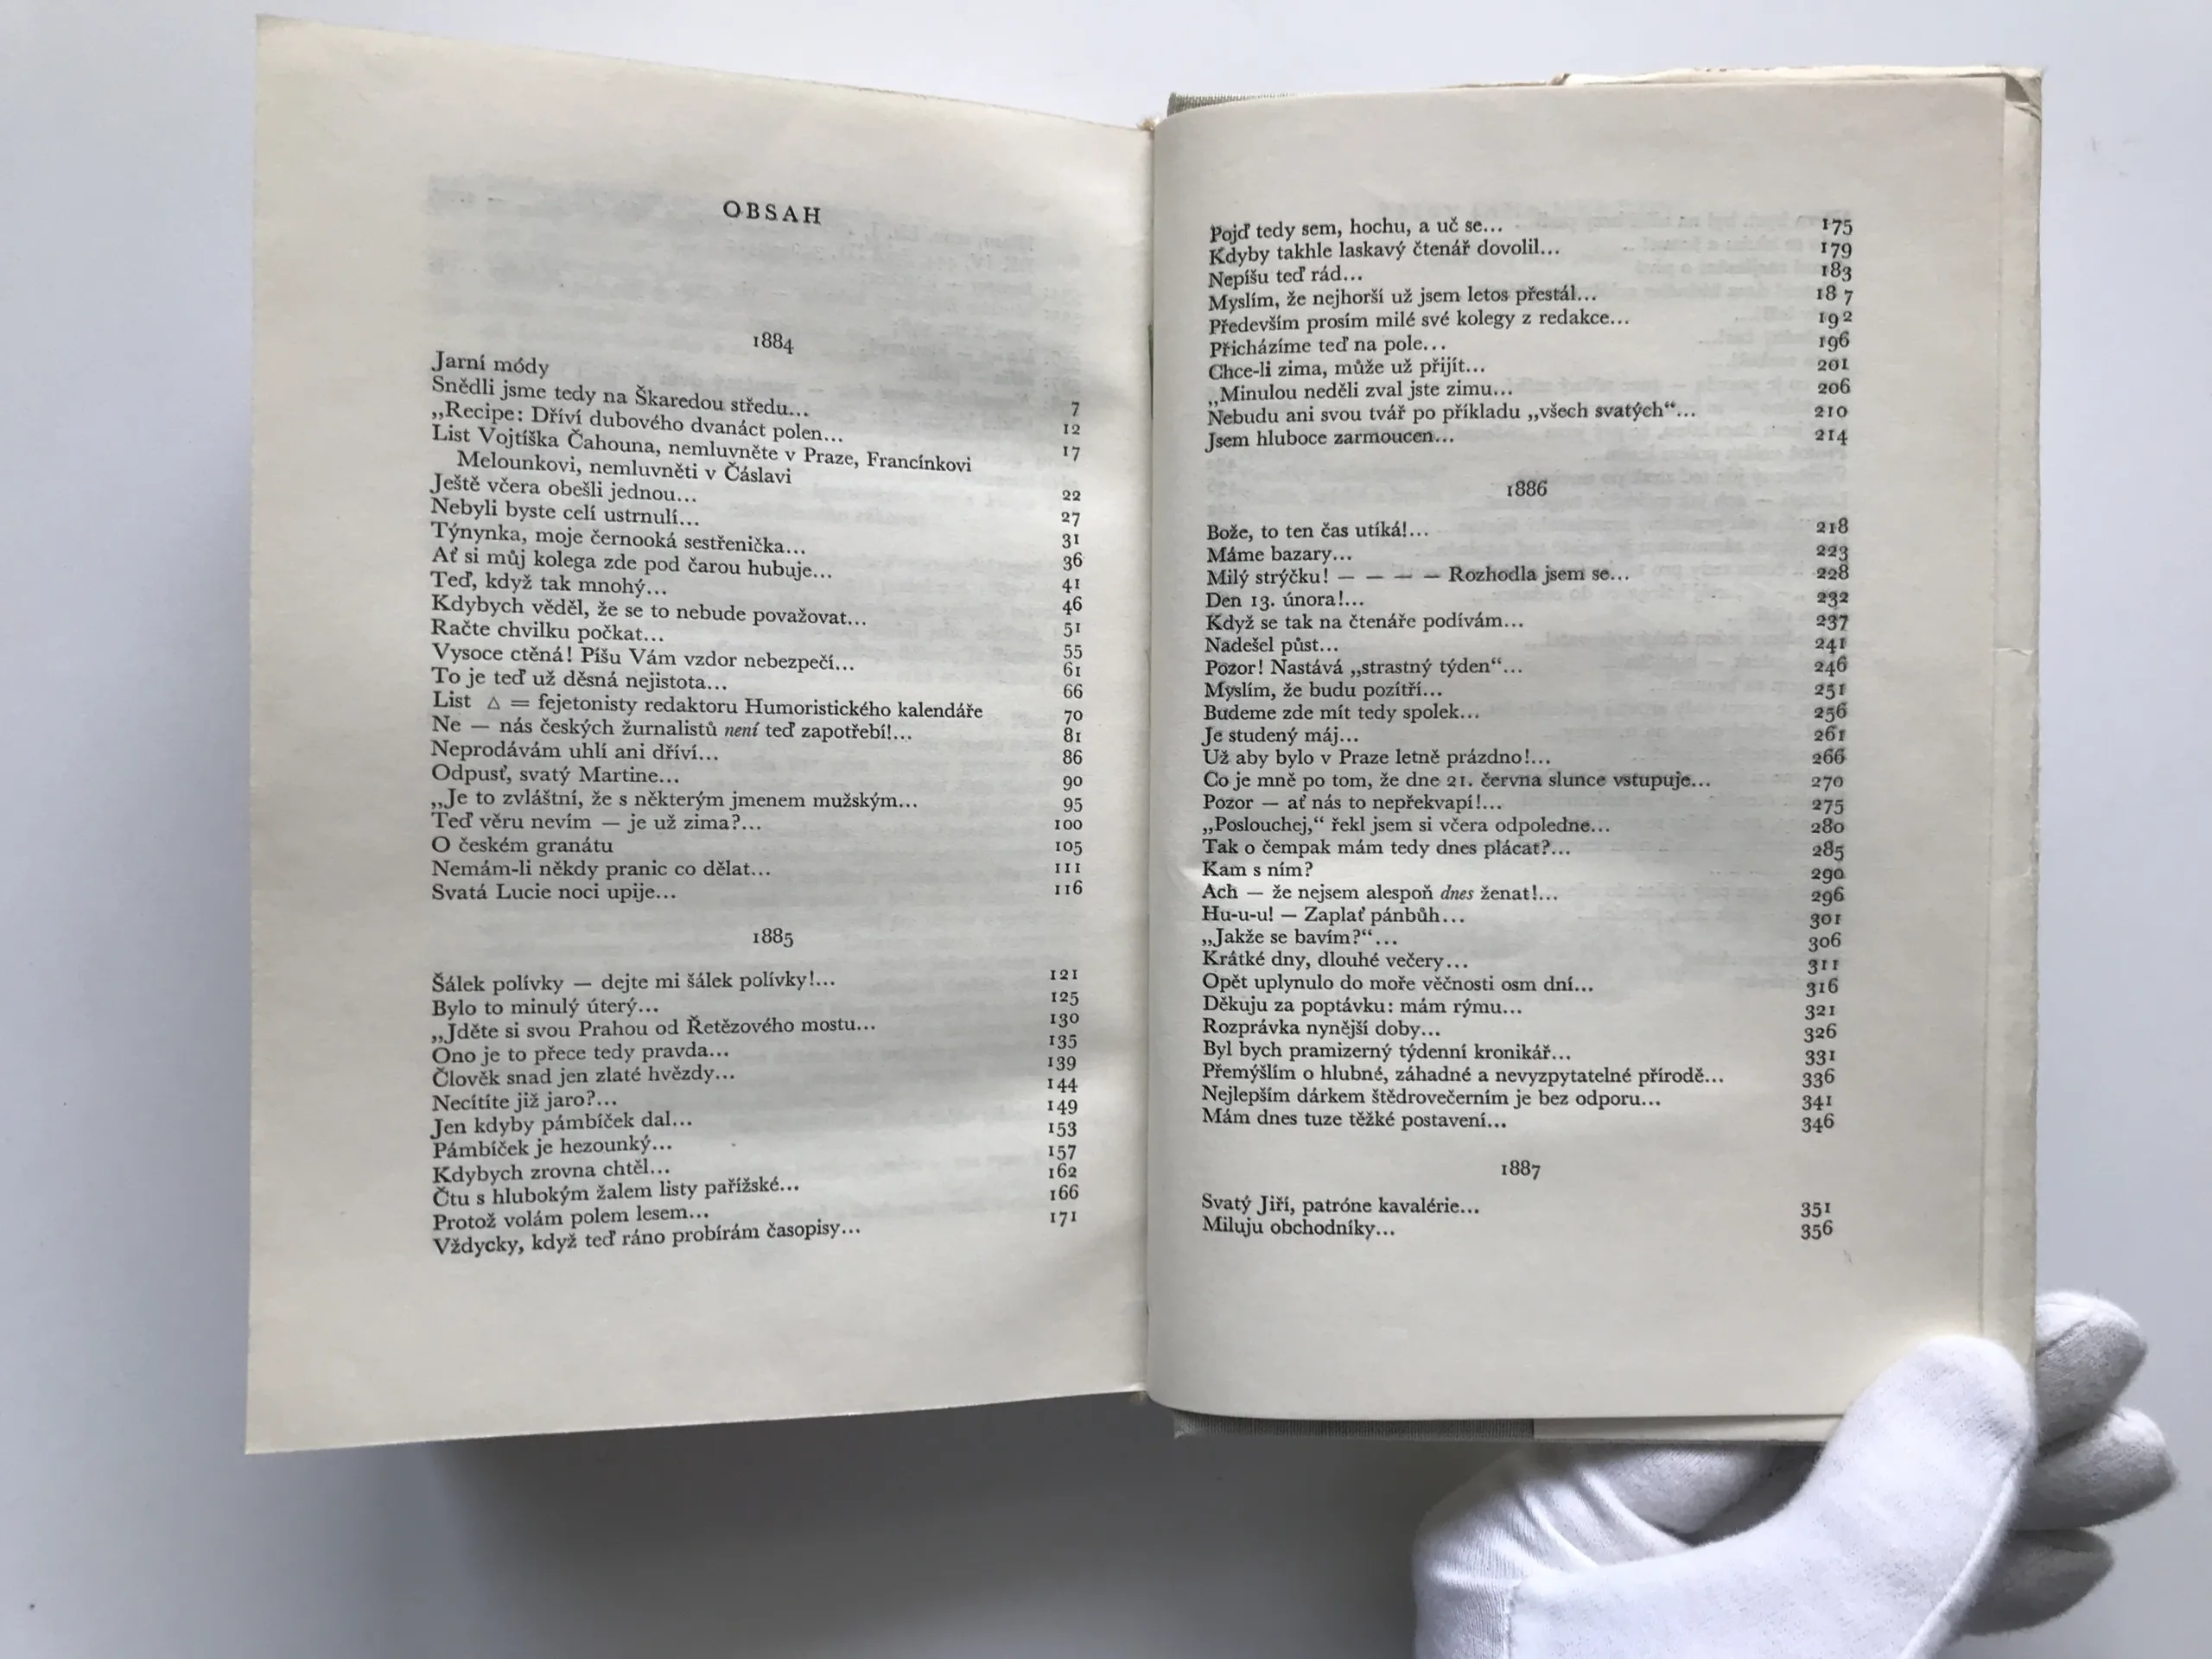 OBSAH
1884
Jarní módy 7
Snědli jsme tedy na Škaredou středu... 12
„Recipe: Dříví dubového dvanáct polen... 17
List Vojtíška Čahouna, nemluvněte v Praze, Francínkovi
Melounkovi, nemluvněti v Čáslavi 22
Ještě včera obešli jednou... 27
Nebyli byste celí ustrnulí... 31
Týnynka, moje černooká sestřenička... 36
Ať si můj kolega zde pod čarou hubuje... 41
Teď, když tak mnohý... 46
Kdybych věděl, že se to nebude považovat... 51
Račte chvilku počkat... 55
Vysoce ctěná! Píšu Vám vzdor nebezpečí... 61
To je teď už děsná nejistota... 66
List △ = fejetonisty redaktoru Humoristického kalendáře 70
Ne — nás českých žurnalistů není teď zapotřebí!... 81
Neprodávám uhlí ani dříví... 86
Odpusť, svatý Martine... 90
„Je to zvláštní, že s některým jmenem mužským... 95
Teď věru nevím — je už zima?... 100
O českém granátu 105
Nemám-li někdy pranic co dělat... 111
Svatá Lucie noci upije... 116
1885
Šálek polívky — dejte mi šálek polívky!... 121
Bylo to minulý úterý... 125
„Jděte si svou Prahou od Řetězového mostu... 130
Ono je to přece tedy pravda... 135
Člověk snad jen zlaté hvězdy... 139
Necítíte již jaro?... 144
Jen kdyby pámbíček dal... 149
Pámbíček je hezounký... 153
Kdybych zrovna chtěl... 157
Čtu s hlubokým žalem listy pařížské... 162
Protož volám polem lesem... 166
Vždycky, když teď ráno probírám časopisy... 171
Pojď tedy sem, hochu, a uč se... 175
Kdyby takhle laskavý čtenář dovolil... 179
Nepíšu teď rád... 183
Myslím, že nejhorší už jsem letos přestál... 187
Především prosím milé své kolegy z redakce... 192
Přicházíme teď na pole... 196
Chce-li zima, může už přijít... 201
„Minulou neděli zval jste zimu... 206
Nebudu ani svou tvář po příkladu „všech svatých“... 210
Jsem hluboce zarmoucen... 214
1886
Bože, to ten čas utíká!... 218
Máme bazary... 223
Milý strýčku! — — — — Rozhodla jsem se... 228
Den 13. února!... 232
Když se tak na čtenáře podívám... 237
Nadešel půst... 241
Pozor! Nastává „strastný týden“... 246
Myslím, že budu pozítří... 251
Budeme zde mít tedy spolek... 256
Je studený máj... 261
Už aby bylo v Praze letně prázdno!... 266
Co je mně po tom, že dne 21. června slunce vstupuje... 270
Pozor — ať nás to nepřekvapí!... 275
„Poslouchej,“ řekl jsem si včera odpoledne... 280
Tak o čempak mám tedy dnes plácat?... 285
Kam s ním? 290
Ach — že nejsem alespoň dnes ženat!... 296
Hu-u-u! — Zaplať pánbůh... 301
„Jakže se bavím?“... 306
Krátké dny, dlouhé večery... 311
Opět uplynulo do moře věčnosti osm dní... 316
Děkuju za poptávku: mám rýmu... 321
Rozprávka nynější doby... 326
Byl bych pramizerný týdenní kronikář... 331
Přemýšlím o hlubné, záhadné a nevyzpytatelné přírodě... 336
Nejlepším dárkem štědrovečerním je bez odporu... 341
Mám dnes tuze těžké postavení... 346
1887
Svatý Jiří, patróne kavalérie... 351
Miluju obchodníky... 356